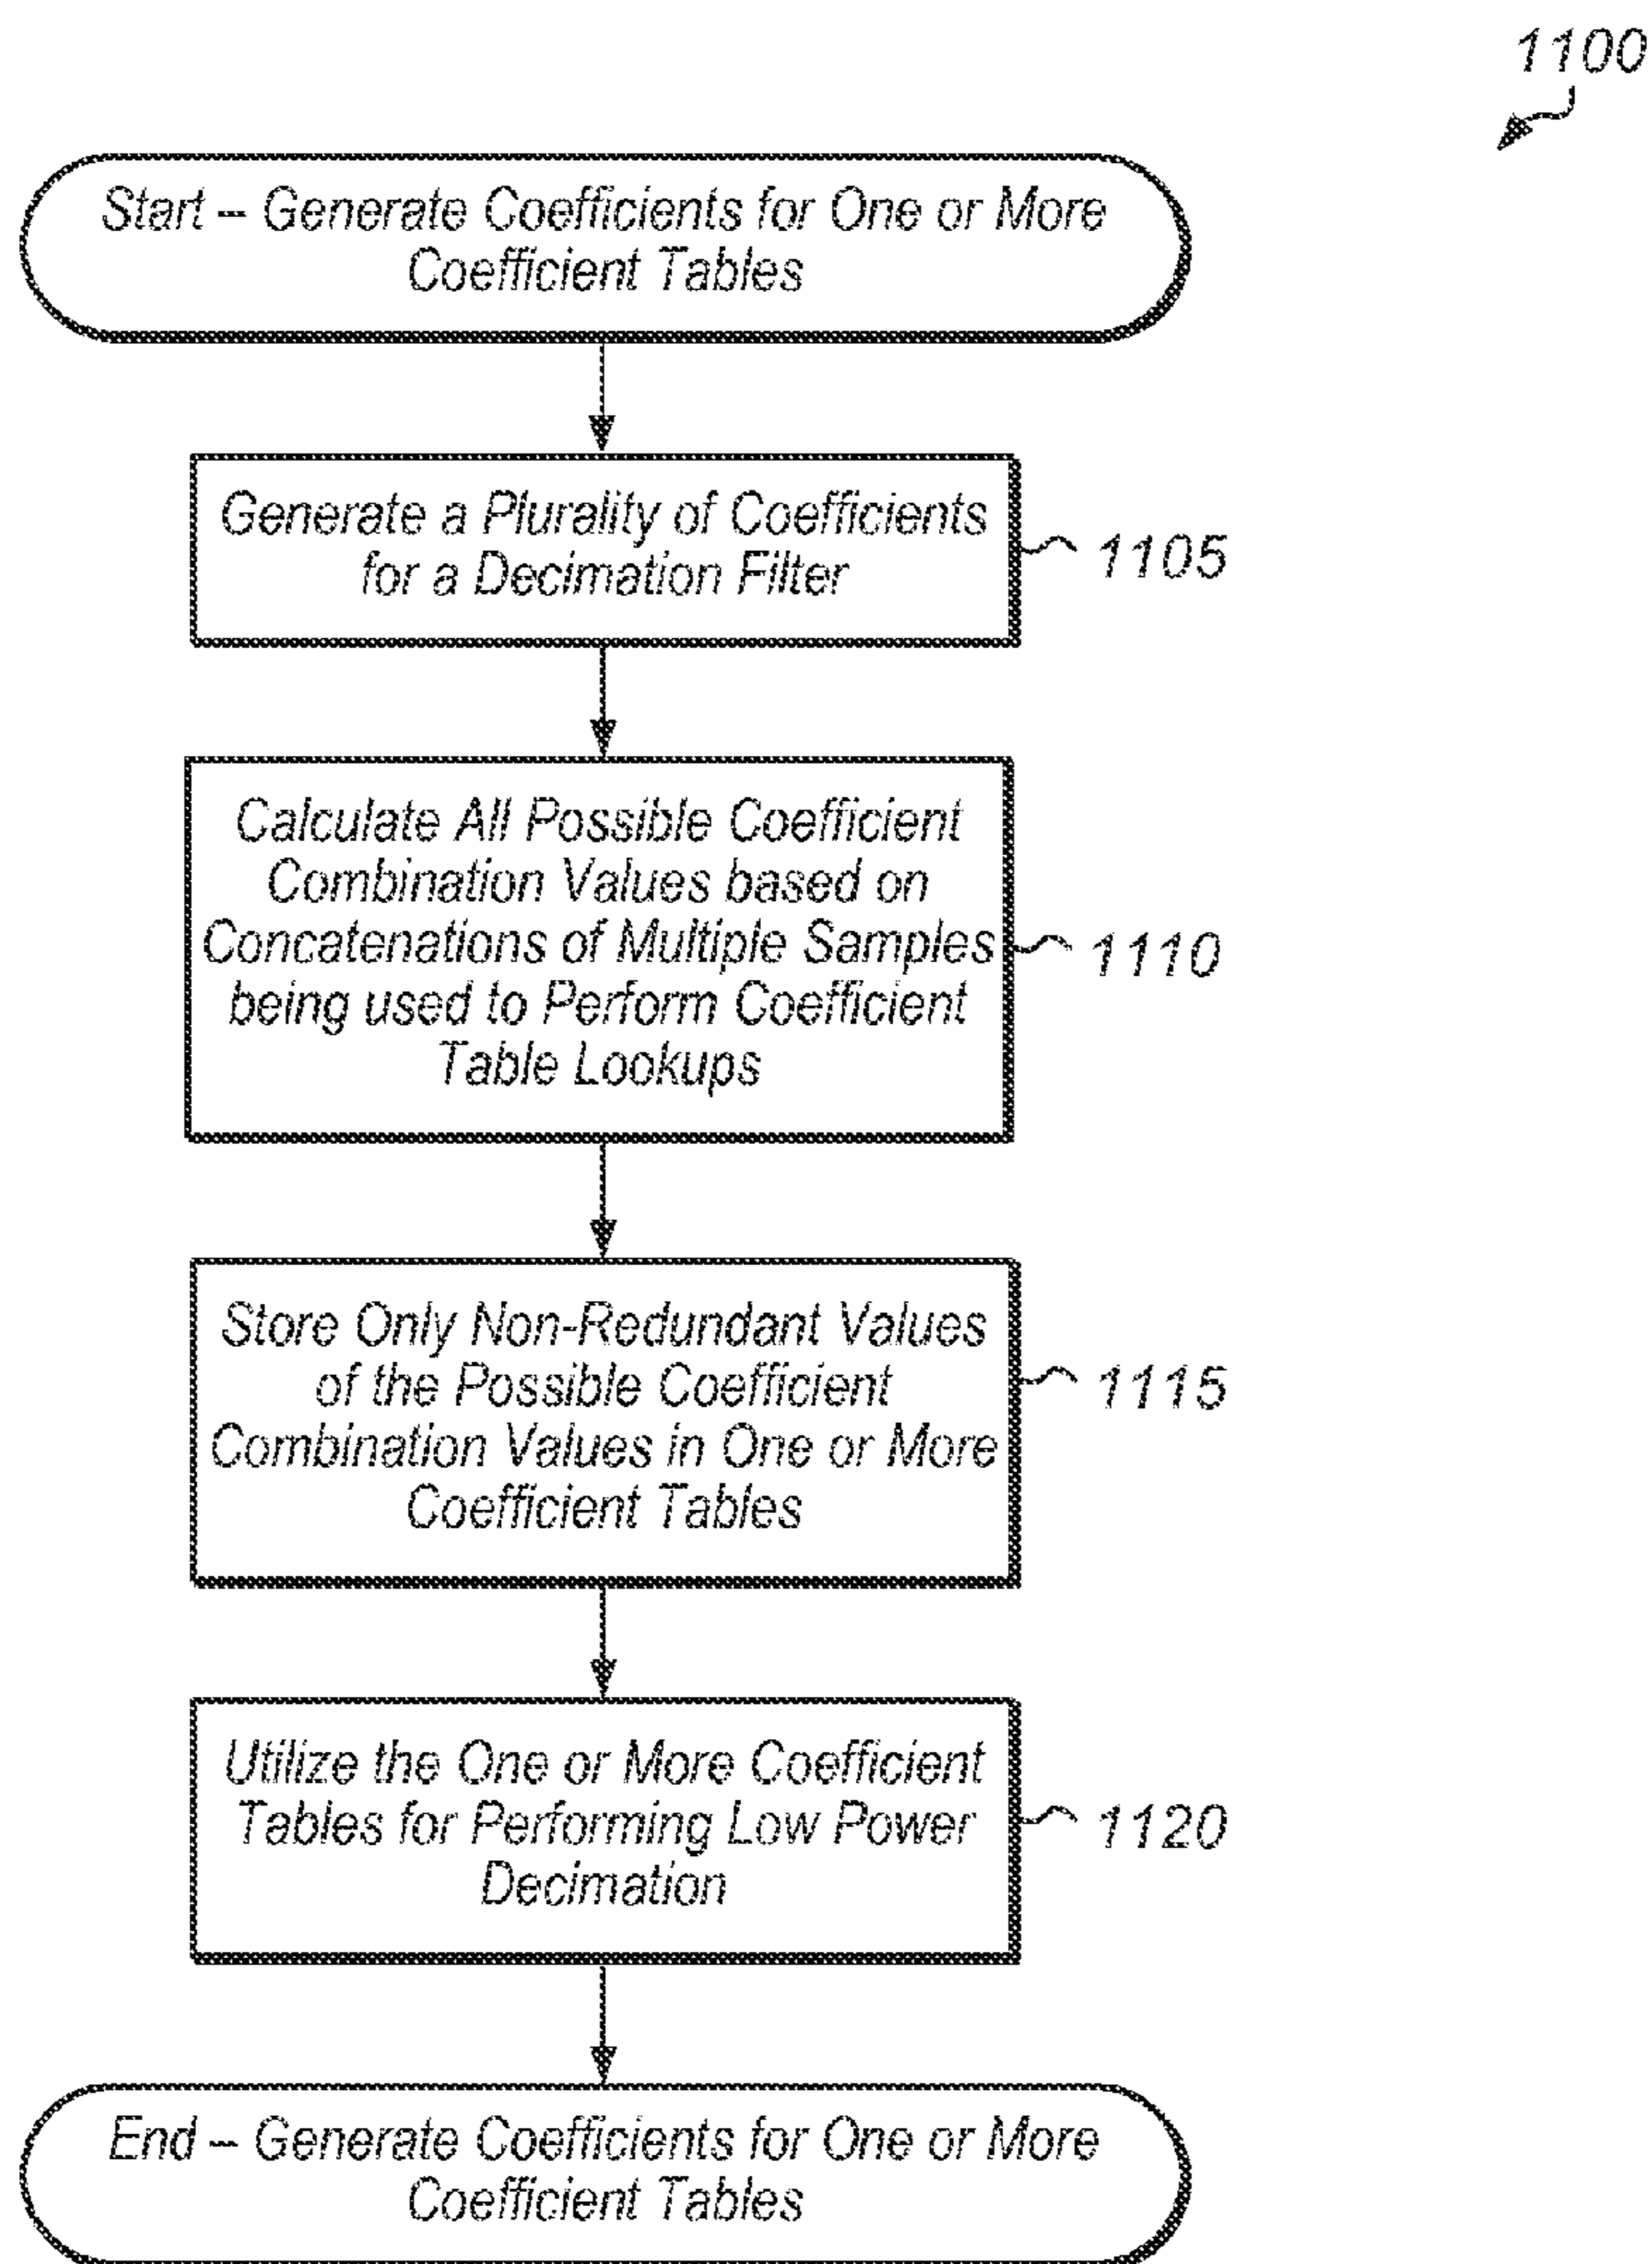 1100
Start – Generate Coefficients for One or More
Coefficient Tables
Generate a Plurality of Coefficients
for a Decimation Filter
1105
Calculate All Possible Coefficient
Combination Values based on
Concatenations of Multiple Samples
being used to Perform Coefficient
Table Lookups
1110
Store Only Non-Redundant Values
of the Possible Coefficient
Combination Values in One or More
Coefficient Tables
1115
Utilize the One or More Coefficient
Tables for Performing Low Power
Decimation
1120
End – Generate Coefficients for One or More
Coefficient Tables